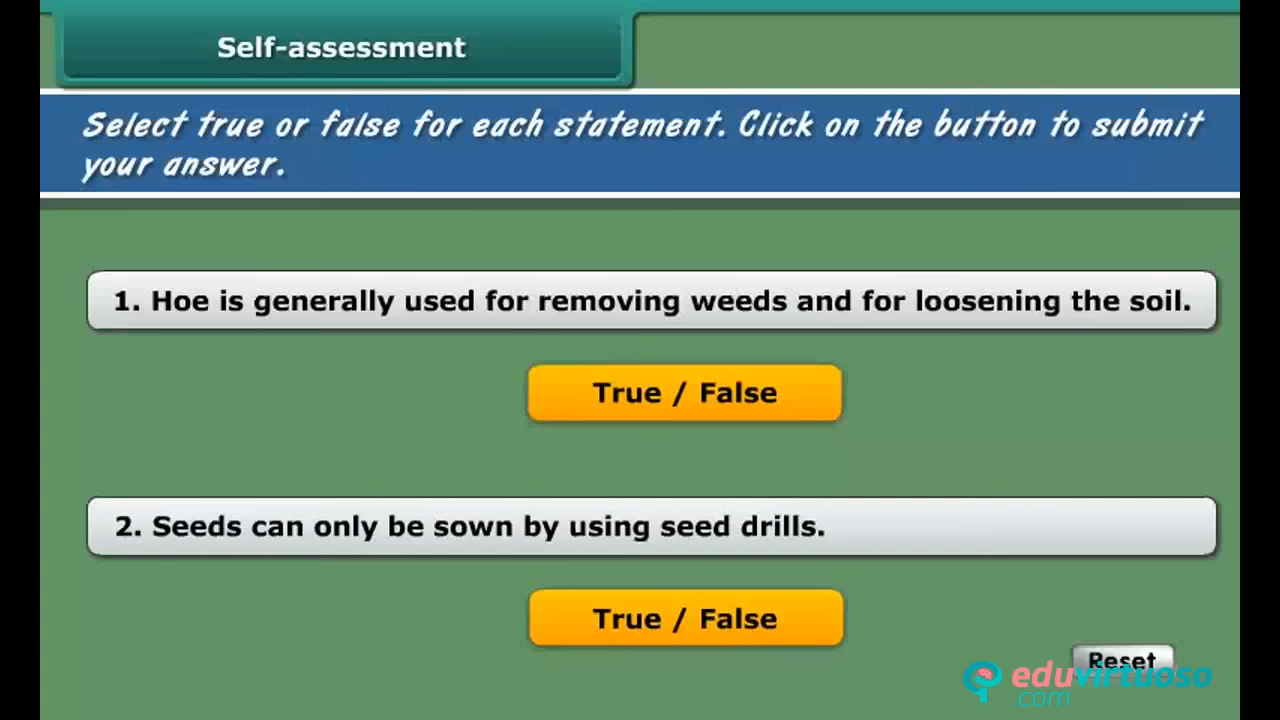 Self-assessment
Select true or false for each statement. Click on the button to submit
your answer.
1. Hoe is generally used for removing weeds and for loosening the soil.
True / False
2. Seeds can only be sown by using seed drills.
True / False
Reset
eduvirtuoso
.com